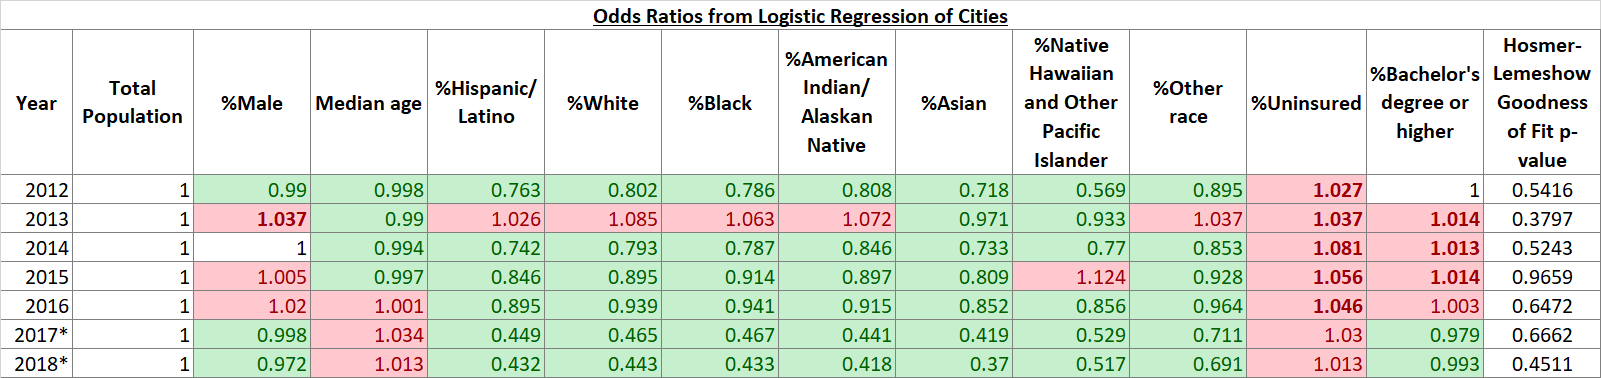 Odds Ratios from Logistic Regression of Cities
Year Total Population %Male Median age %Hispanic/ Latino %White %Black %American Indian/ Alaskan Native %Asian %Native Hawaiian and Other Pacific Islander %Other race %Uninsured %Bachelor's degree or higher Hosmer-Lemeshow Goodness of Fit p-value
2012 1 0.99 0.998 0.763 0.802 0.786 0.808 0.718 0.569 0.895 1.027 1 0.5416
2013 1 1.037 0.99 1.026 1.085 1.063 1.072 0.971 0.933 1.037 1.037 1.014 0.3797
2014 1 1 0.994 0.742 0.793 0.787 0.846 0.733 0.77 0.853 1.081 1.013 0.5243
2015 1 1.005 0.997 0.846 0.895 0.914 0.897 0.809 1.124 0.928 1.056 1.014 0.9659
2016 1 1.02 1.001 0.895 0.939 0.941 0.915 0.852 0.856 0.964 1.046 1.003 0.6472
2017* 1 0.998 1.034 0.449 0.465 0.467 0.441 0.419 0.529 0.711 1.03 0.979 0.6662
2018* 1 0.972 1.013 0.432 0.443 0.433 0.418 0.37 0.517 0.691 1.013 0.993 0.4511